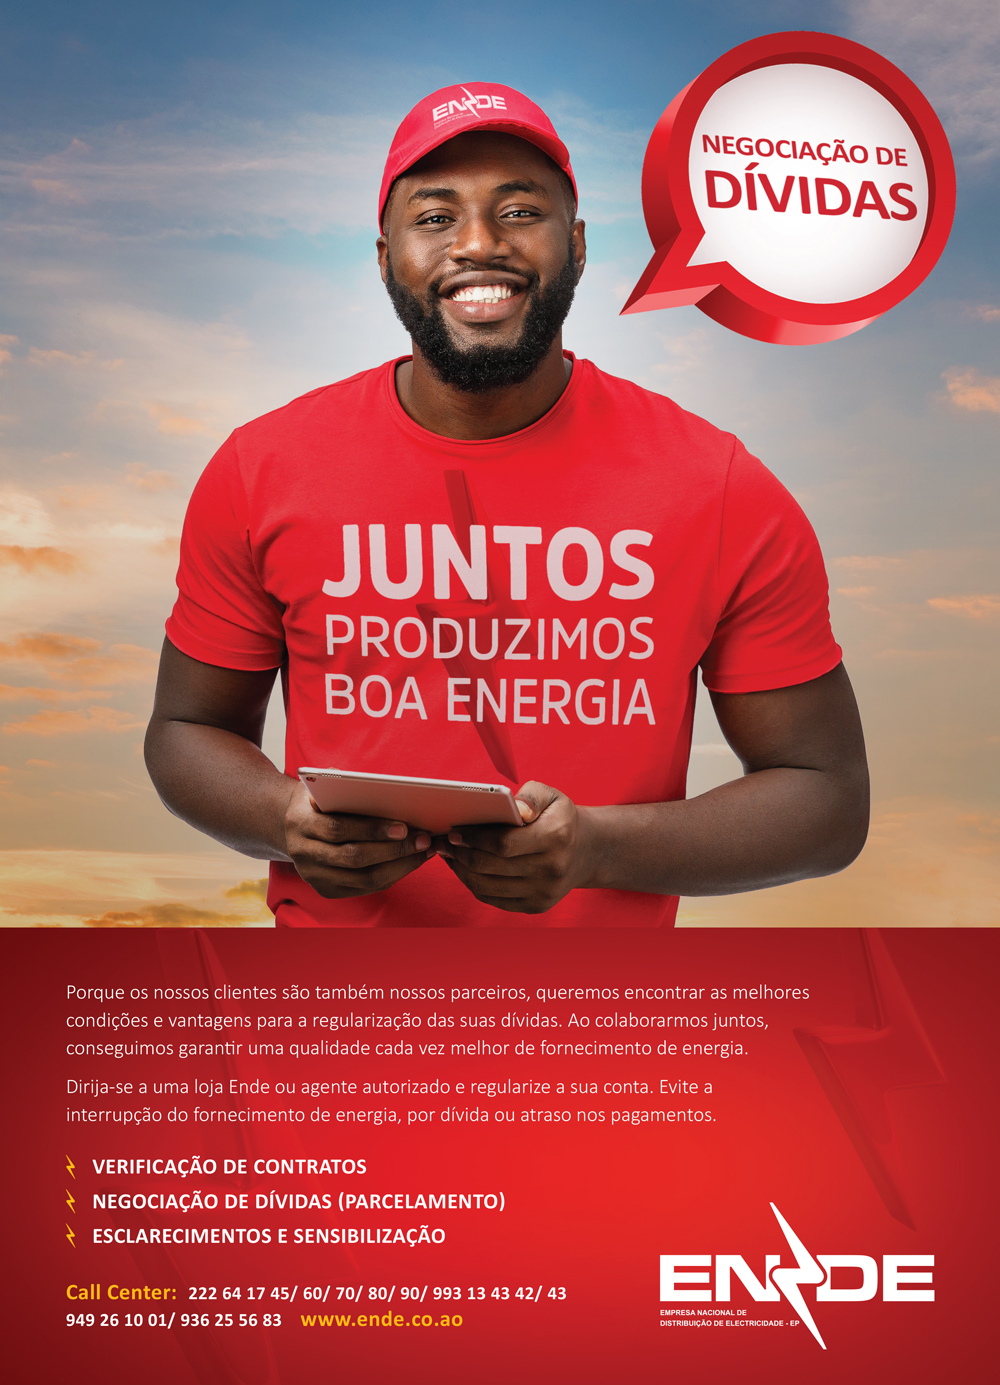 ENDE
NEGOCIAÇÃO DE
DÍVIDAS
JUNTOS
PRODUZIMOS
BOA ENERGIA
Porque os nossos clientes são também nossos parceiros, queremos encontrar as melhores
condições e vantagens para a regularização das suas dívidas. Ao colaborarmos juntos,
conseguimos garantir uma qualidade cada vez melhor de fornecimento de energia.
Dirija-se a uma loja Ende ou agente autorizado e regularize a sua conta. Evite a
interrupção do fornecimento de energia, por dívida ou atraso nos pagamentos.
VERIFICAÇÃO DE CONTRATOS
NEGOCIAÇÃO DE DÍVIDAS (PARCELAMENTO)
ESCLARECIMENTOS E SENSIBILIZAÇÃO
Call Center: 222 64 17 45/ 60/ 70/ 80/ 90/ 993 13 43 42/ 43
949 26 10 01/ 936 25 56 83 www.ende.co.ao
ENDE
EMPRESA NACIONAL DE
DISTRIBUIÇÃO DE ELECTRICIDADE - EP